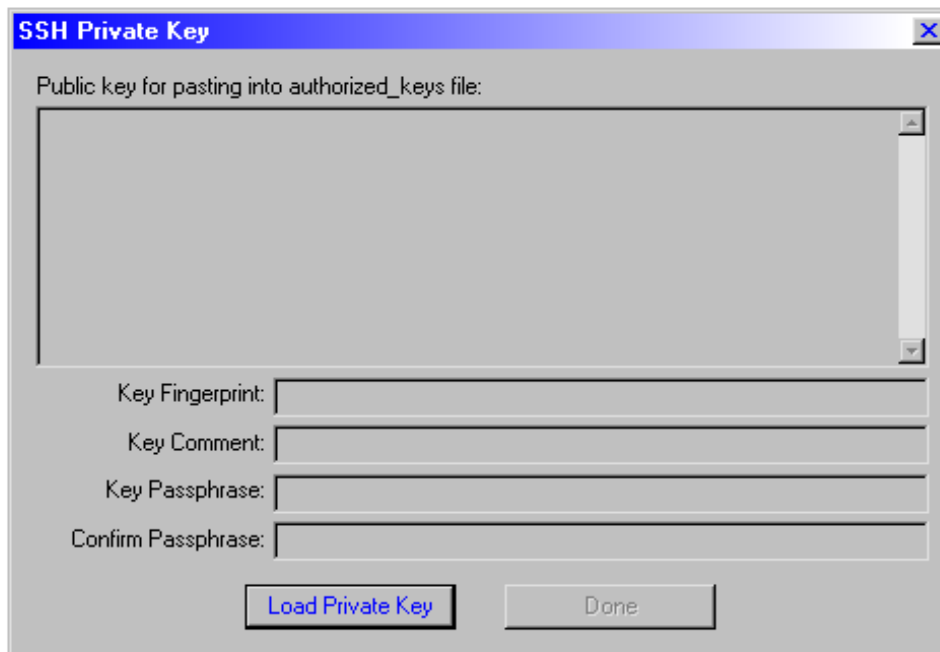 SSH Private Key
Public key for pasting into authorized_keys file:
Key Fingerprint:
Key Comment:
Key Passphrase:
Confirm Passphrase:
Load Private Key Done